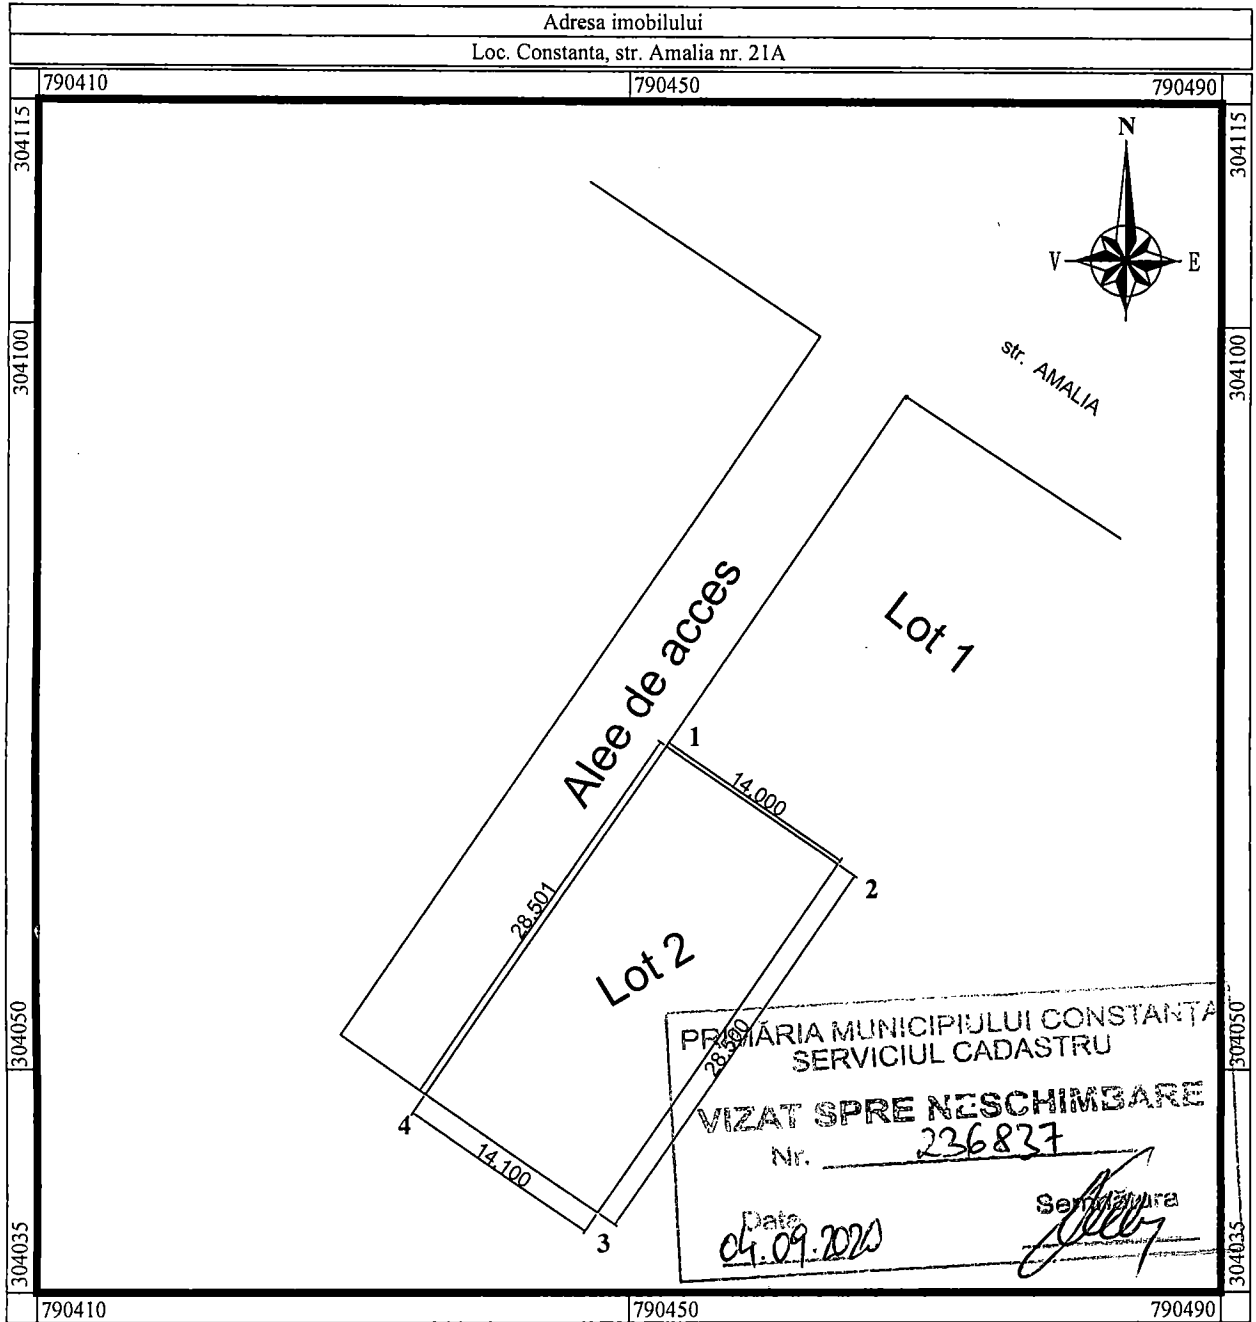 Adresa imobilului
Loc. Constanta, str. Amalia nr. 21A
790410 790450 790490
304115 304115
N
V E
304100 304100
str. AMALIA
Alee de acces
Lot 1
1
14.000
2
28.501
Lot 2
28.500
304050 304050
PRIMĂRIA MUNICIPIULUI CONSTANȚA
SERVICIUL CADASTRU
VIZAT SPRE NESCHIMBARE
Nr. 236837
4
14.100
Data Semnătura
04.09.2020
3
304035 304035
790410 790450 790490